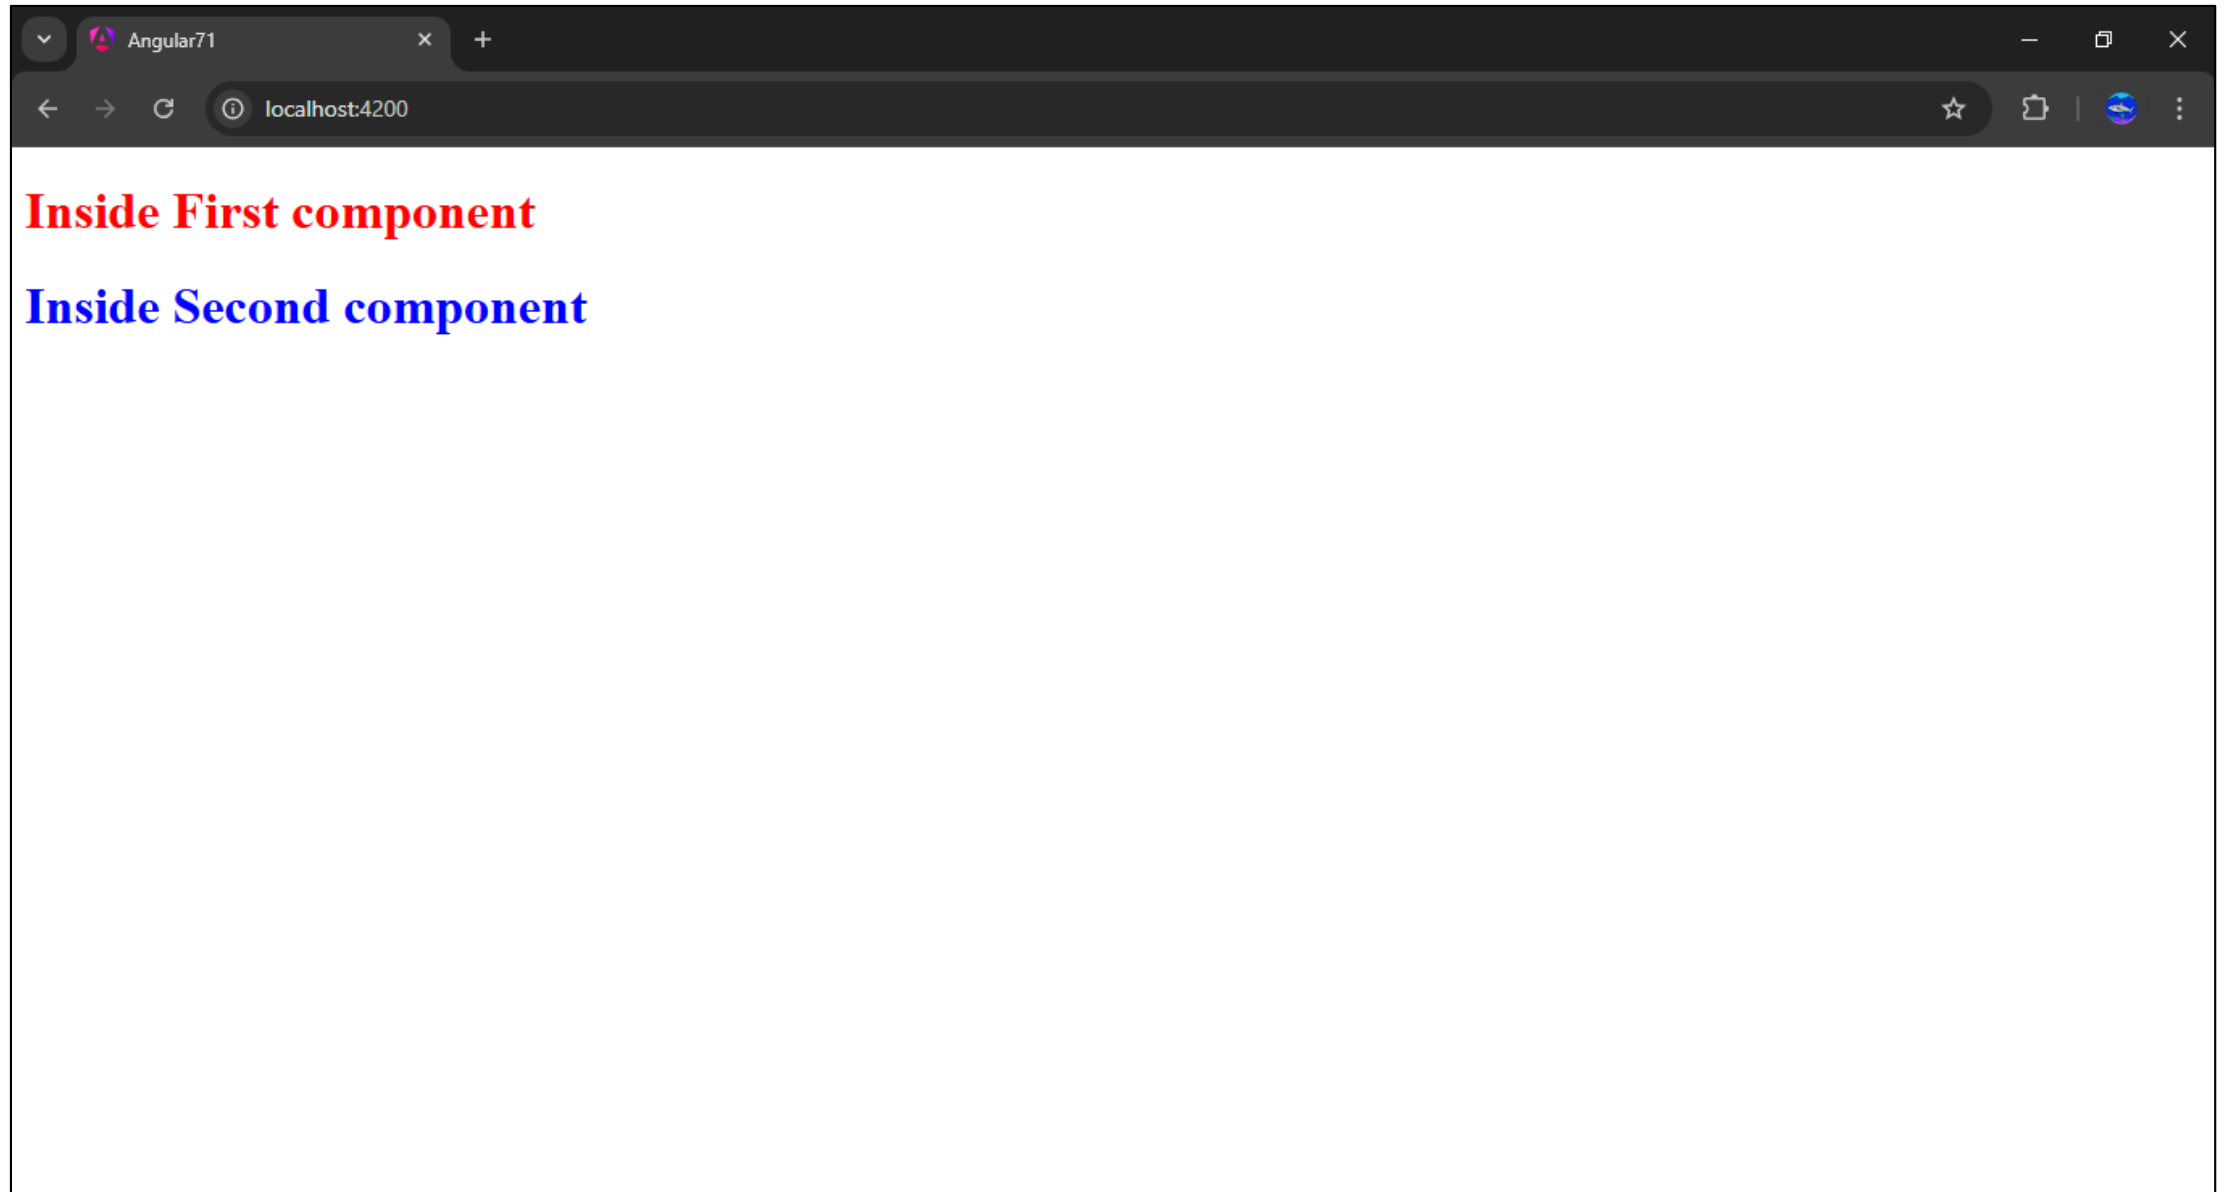 Angular71
localhost:4200
Inside First component
Inside Second component